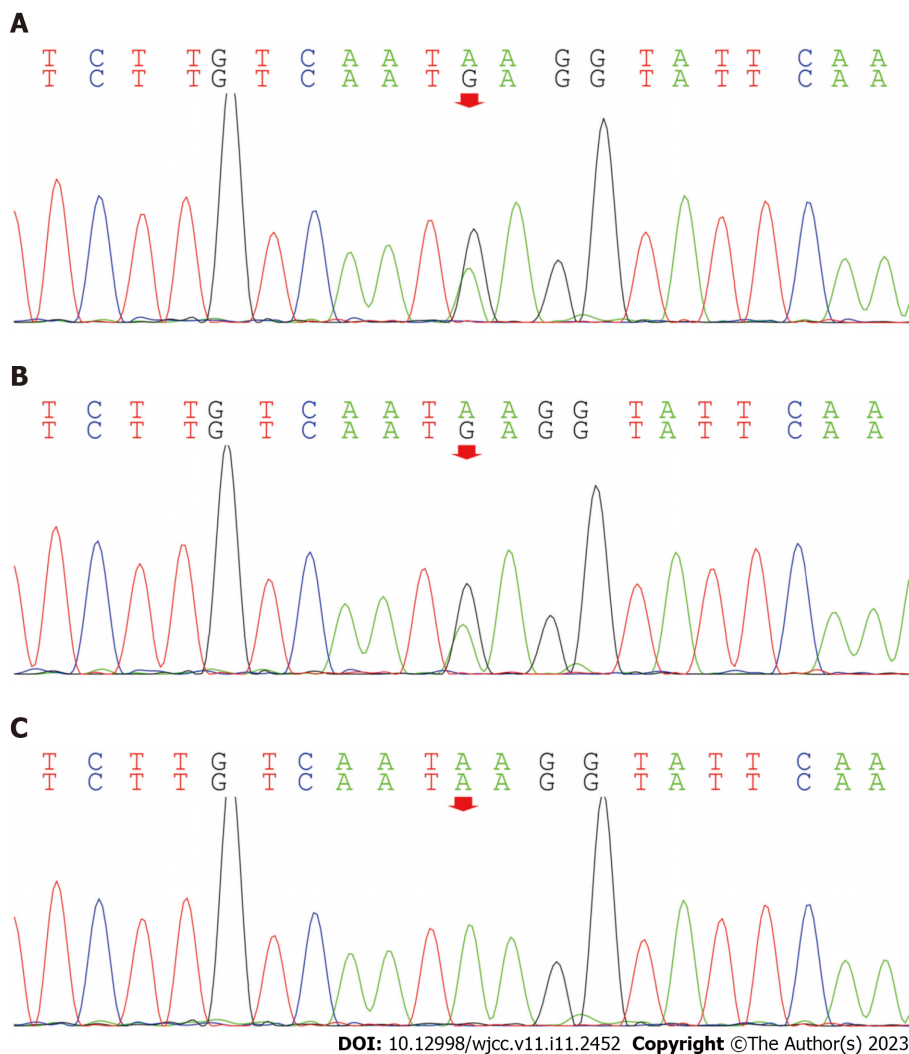 A
T C T T G T C A A T A A G G T A T T C A A
T C T T G T C A A T G A G G T A T T C A A
B
T C T T G T C A A T A A G G T A T T C A A
T C T T G T C A A T G A G G T A T T C A A
C
T C T T G T C A A T A A G G T A T T C A A
T C T T G T C A A T A A G G T A T T C A A
DOI: 10.12998/wjcc.v11.i11.2452 Copyright ©The Author(s) 2023